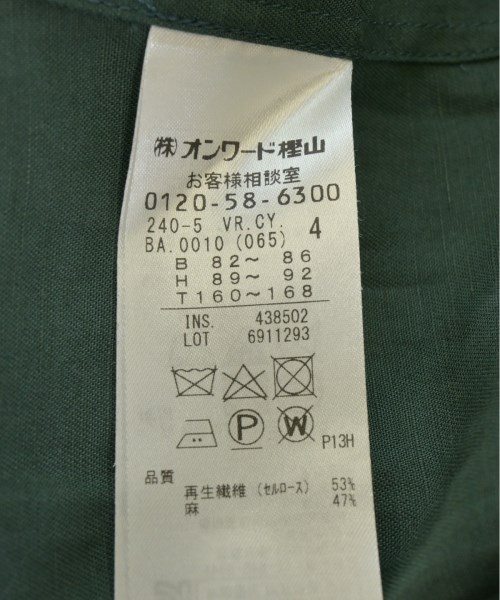 ㈱オンワード樫山
お客様相談室
0120-58-6300
240-5 VR.CY.
BA.0010 (065) 4
B 82～ 86
H 89～ 92
T160～168
INS. 438502
LOT 6911293
P W P13H
品質
再生繊維 (セルロース) 53%
麻 47%